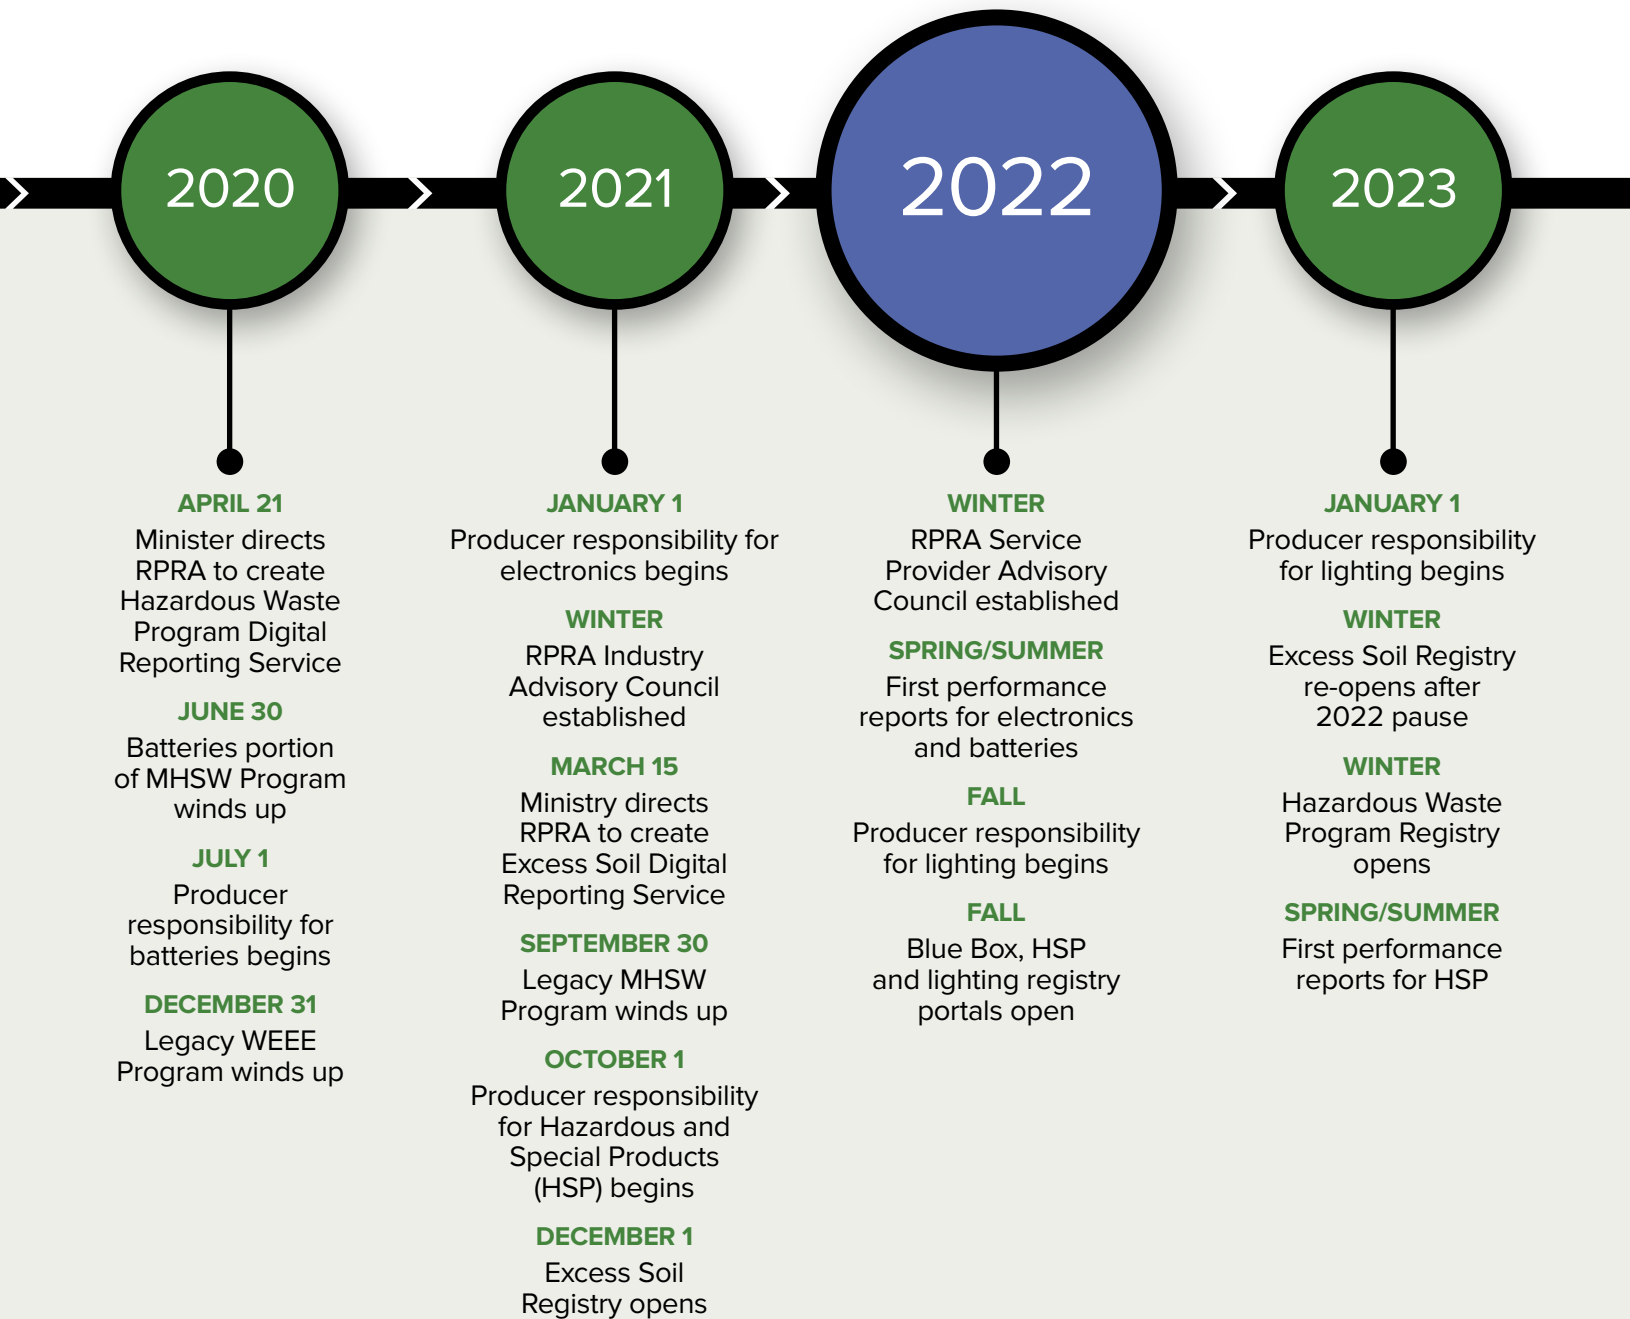 2020
2021
2022
2023
APRIL 21
Minister directs
RPRA to create
Hazardous Waste
Program Digital
Reporting Service
JUNE 30
Batteries portion
of MHSW Program
winds up
JULY 1
Producer
responsibility for
batteries begins
DECEMBER 31
Legacy WEEE
Program winds up
JANUARY 1
Producer responsibility for
electronics begins
WINTER
RPRA Industry
Advisory Council
established
MARCH 15
Ministry directs
RPRA to create
Excess Soil Digital
Reporting Service
SEPTEMBER 30
Legacy MHSW
Program winds up
OCTOBER 1
Producer responsibility
for Hazardous and
Special Products
(HSP) begins
DECEMBER 1
Excess Soil
Registry opens
WINTER
RPRA Service
Provider Advisory
Council established
SPRING/SUMMER
First performance
reports for electronics
and batteries
FALL
Producer responsibility
for lighting begins
FALL
Blue Box, HSP
and lighting registry
portals open
JANUARY 1
Producer responsibility
for lighting begins
WINTER
Excess Soil Registry
re-opens after
2022 pause
WINTER
Hazardous Waste
Program Registry
opens
SPRING/SUMMER
First performance
reports for HSP